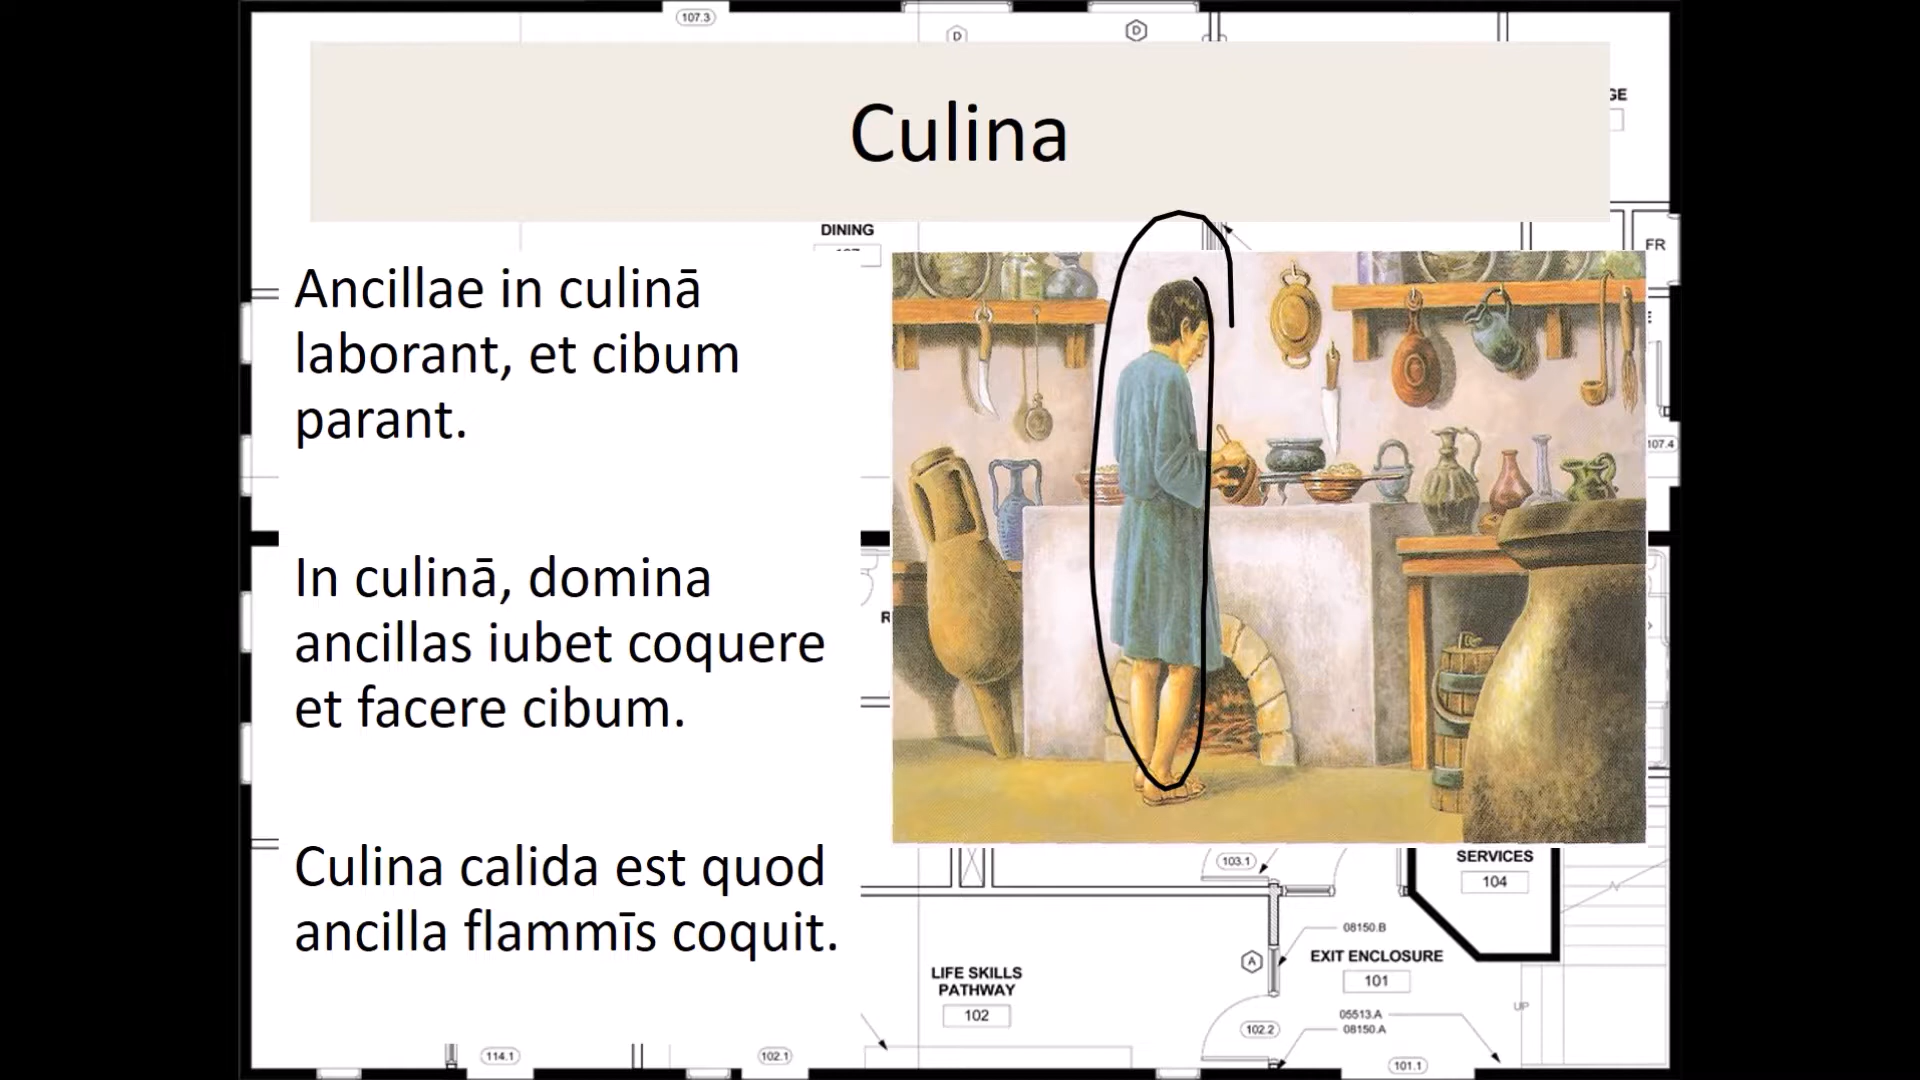 107.3
D
D
Culina
GE
DINING
FR
Ancillae in culinā
laborant, et cibum
parant.
107.4
In culinā, domina
ancillas iubet coquere
et facere cibum.
R
Culina calida est quod
ancilla flammīs coquit.
103.1
SERVICES
104
08150.B
A
EXIT ENCLOSURE
101
LIFE SKILLS
PATHWAY
102
UP
05513.A
08150.A
102.2
114.1
102.1
101.1